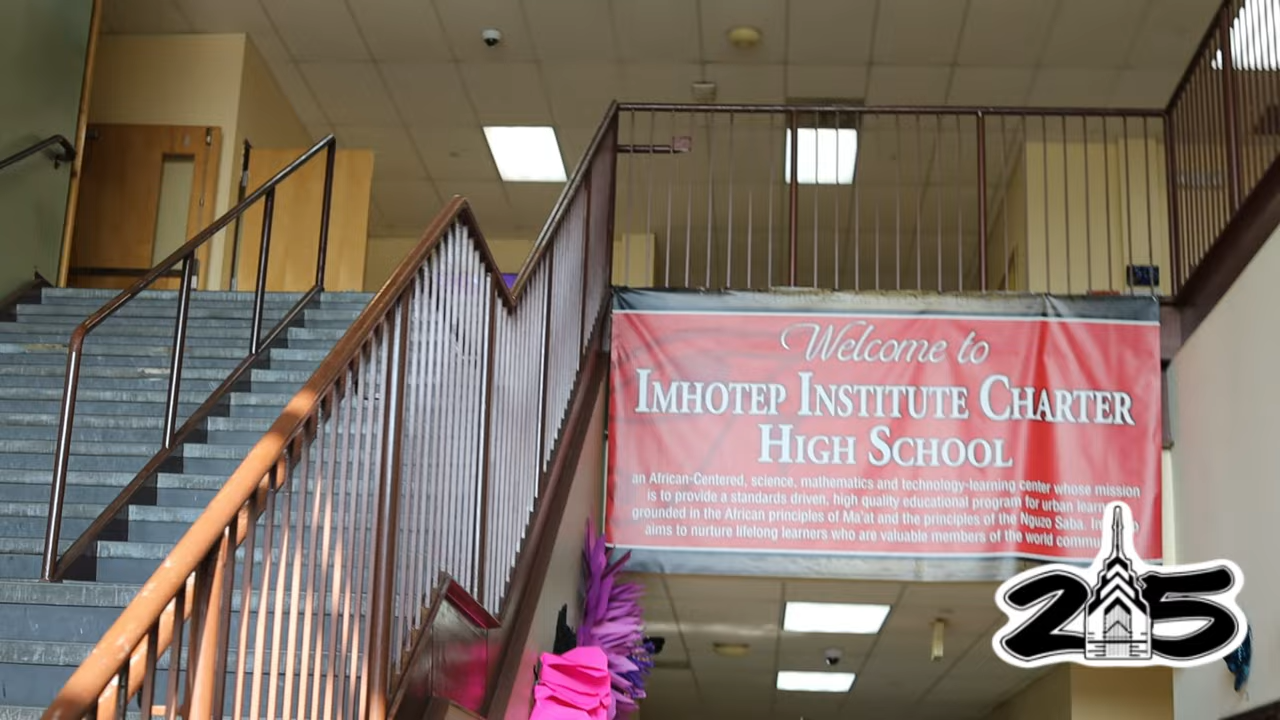 Welcome to
IMHOTEP INSTITUTE CHARTER
HIGH SCHOOL
an African-Centered, science, mathematics and technology-learning center whose mission
is to provide a standards driven, high quality educational program for urban
grounded in the African principles of Ma'at and the principles of the Nguzo Saba.
aims to nurture lifelong learners who are valuable members of the world
25